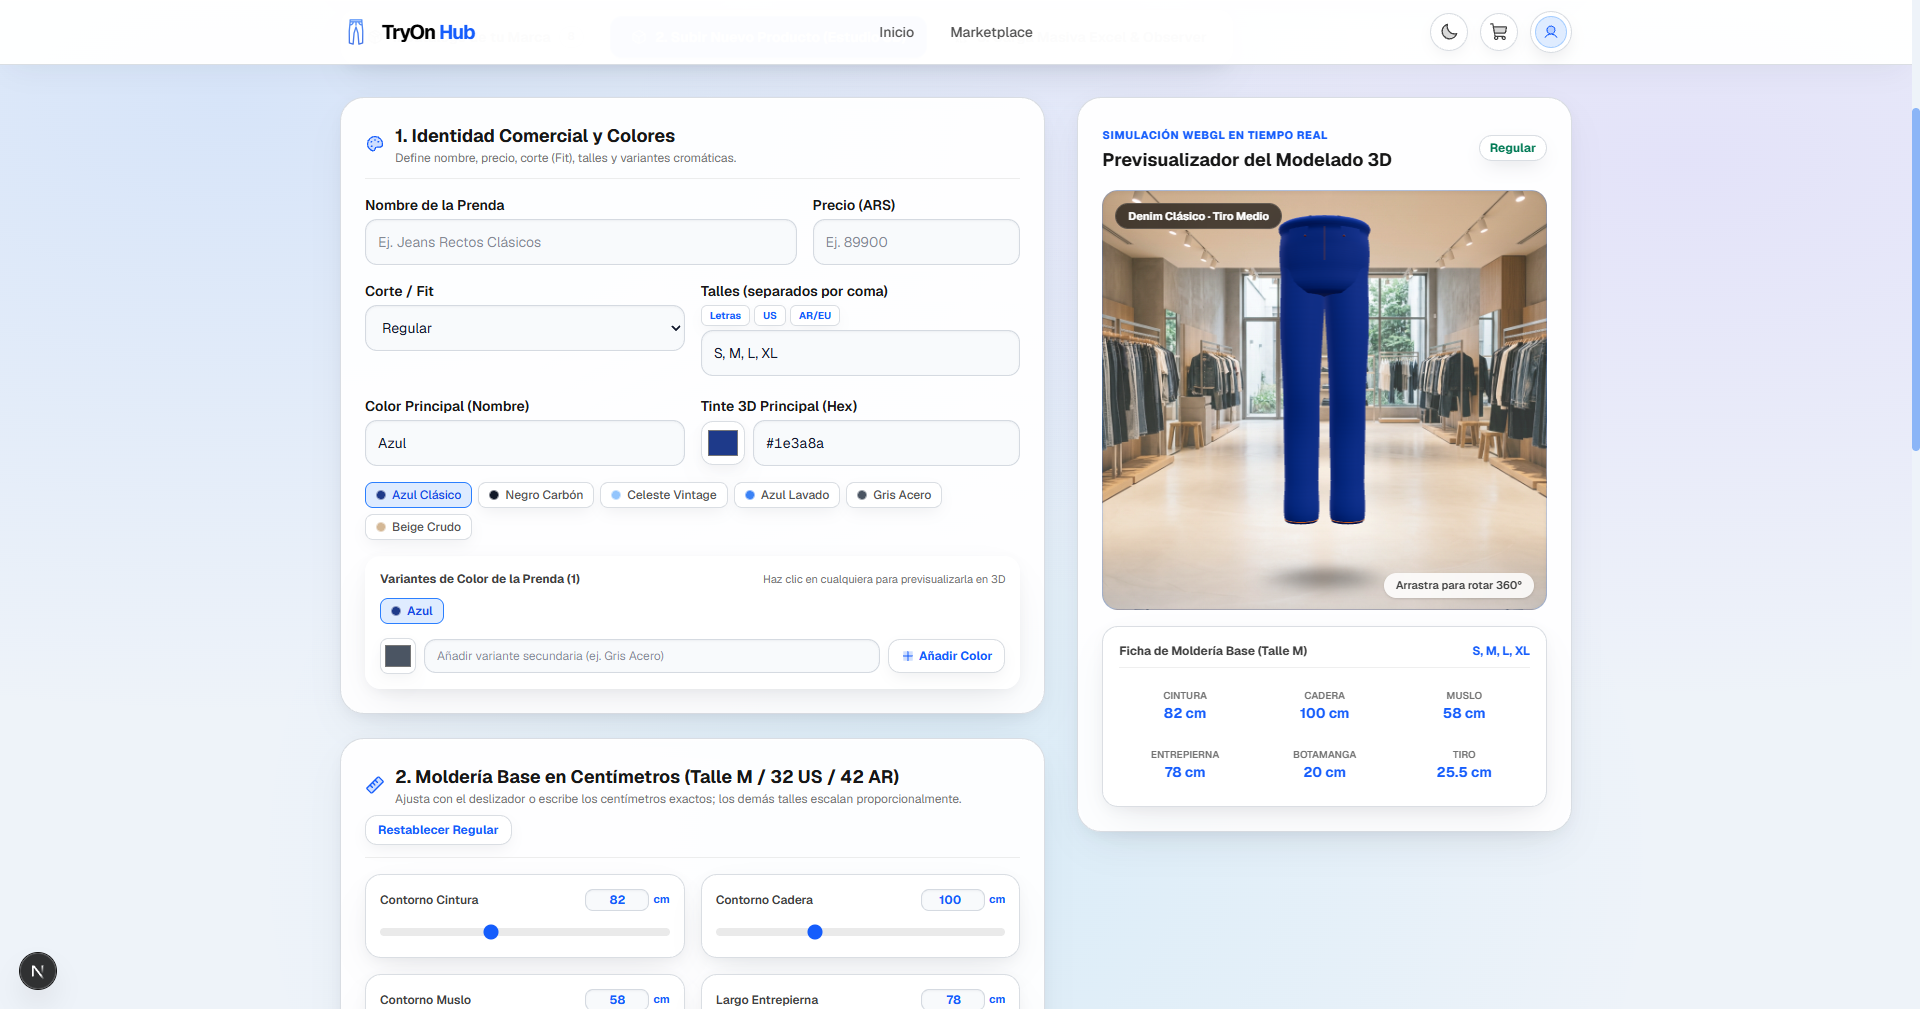 TryOn Hub
Inicio
Marketplace
1. Identidad Comercial y Colores
Define nombre, precio, corte (Fit), talles y variantes cromáticas.
Nombre de la Prenda
Precio (ARS)
Ej. Jeans Rectos Clásicos
Ej. 89900
Corte / Fit
Talles (separados por coma)
Letras
US
AR/EU
Regular
S, M, L, XL
Color Principal (Nombre)
Tinte 3D Principal (Hex)
Azul
#1e3a8a
Azul Clásico
Negro Carbón
Celeste Vintage
Azul Lavado
Gris Acero
Beige Crudo
Variantes de Color de la Prenda (1)
Haz clic en cualquiera para previsualizarla en 3D
Azul
Añadir variante secundaria (ej. Gris Acero)
Añadir Color
2. Moldería Base en Centímetros (Talle M / 32 US / 42 AR)
Ajusta con el deslizador o escribe los centímetros exactos; los demás talles escalan proporcionalmente.
Restablecer Regular
Contorno Cintura
82 cm
Contorno Cadera
100 cm
Contorno Muslo
58 cm
Largo Entrepierna
78 cm
SIMULACIÓN WEBGL EN TIEMPO REAL
Previsualizador del Modelado 3D
Regular
Denim Clásico · Tiro Medio
Arrastra para rotar 360°
Ficha de Moldería Base (Talle M)
S, M, L, XL
CINTURA
82 cm
CADERA
100 cm
MUSLO
58 cm
ENTREPIERNA
78 cm
BOTAMANGA
20 cm
TIRO
25.5 cm
N